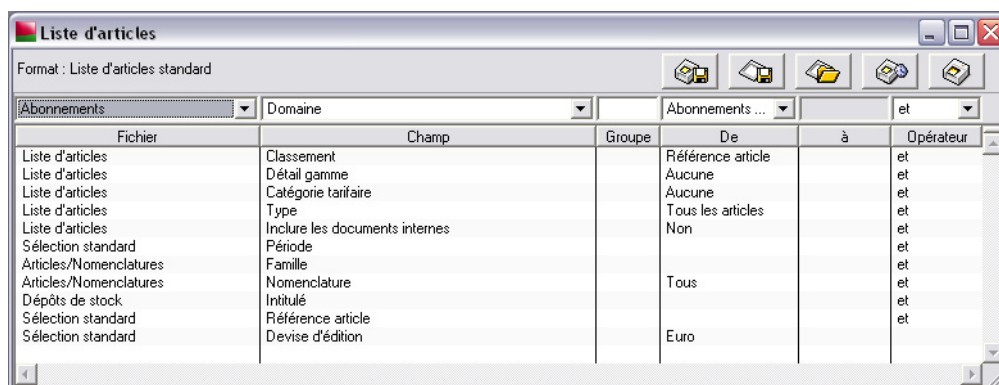 Liste d'articles
Format : Liste d'articles standard
Abonnements Domaine Abonnements ... et
Fichier Champ Groupe De à Opérateur
Liste d'articles Classement Référence article et
Liste d'articles Détail gamme Aucune et
Liste d'articles Catégorie tarifaire Aucune et
Liste d'articles Type Tous les articles et
Liste d'articles Inclure les documents internes Non et
Sélection standard Période et
Articles/Nomenclatures Famille et
Articles/Nomenclatures Nomenclature Tous et
Dépôts de stock Intitulé et
Sélection standard Référence article et
Sélection standard Devise d'édition Euro